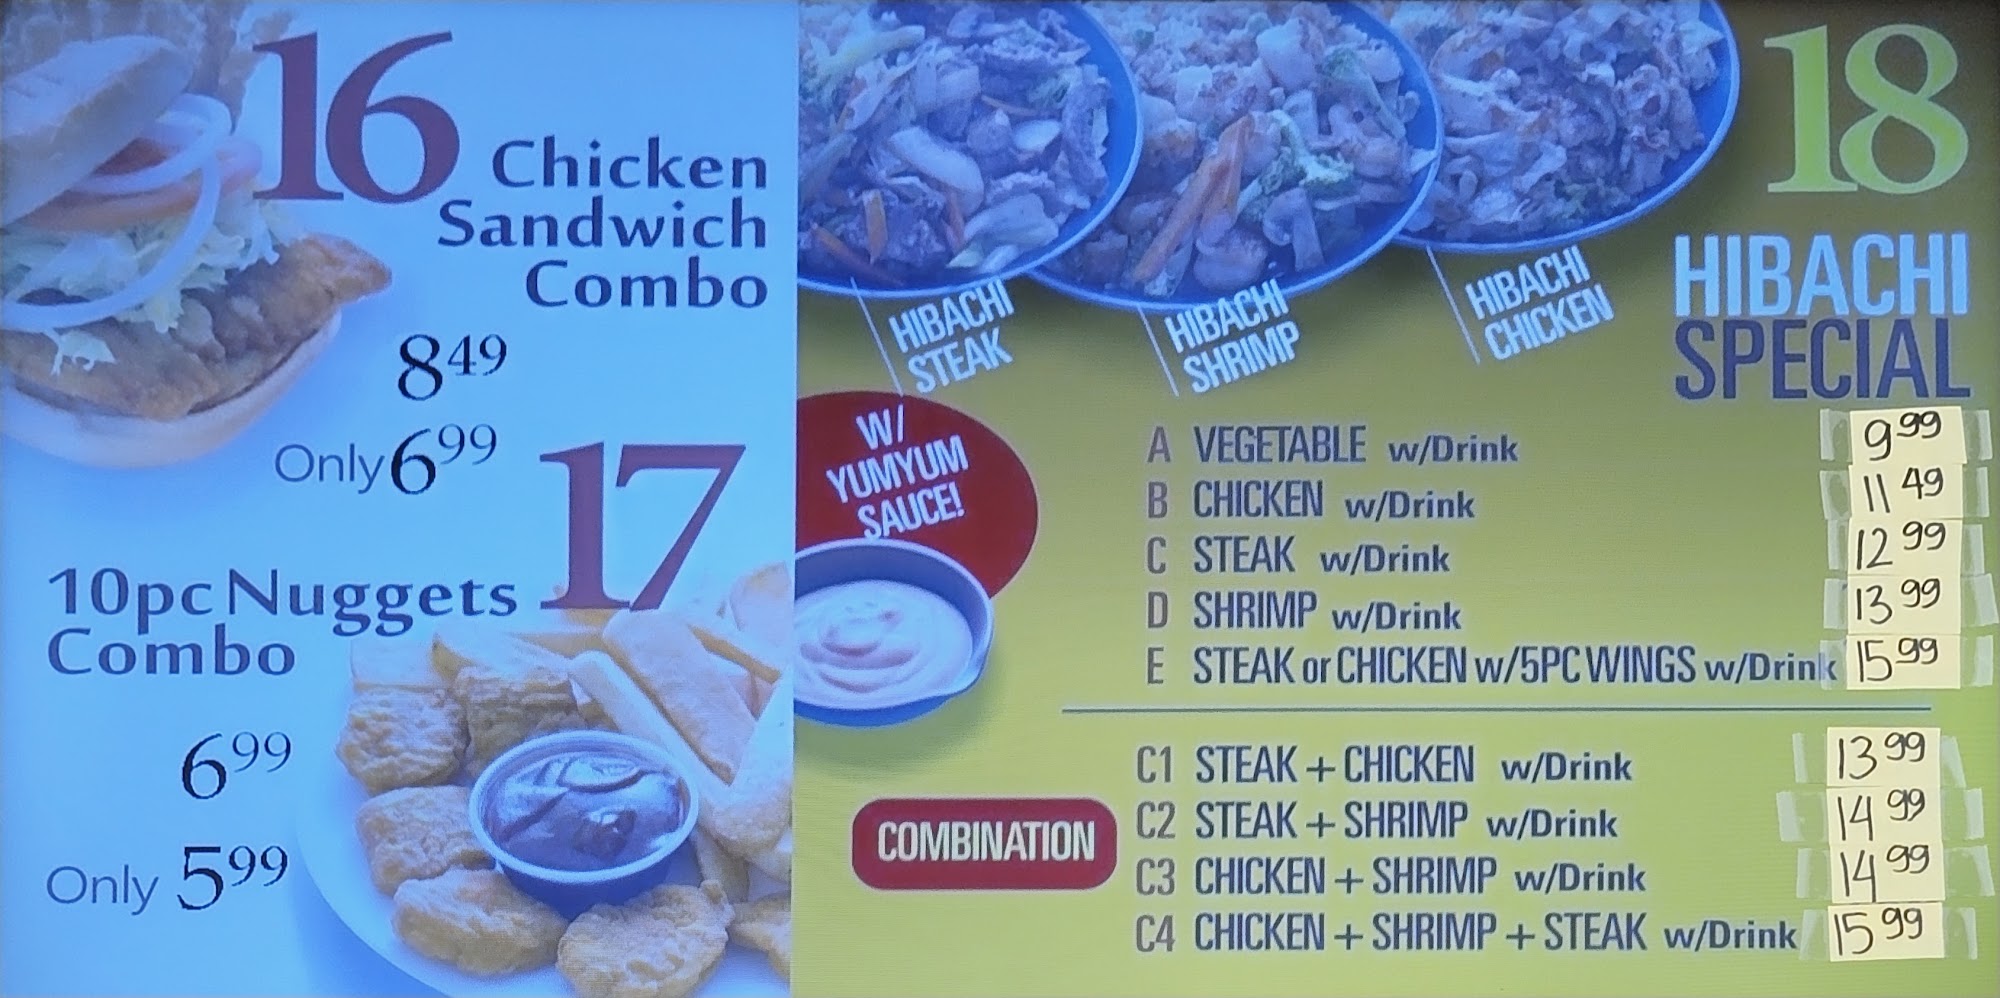 16
Chicken
Sandwich
Combo
8 49
Only 6 99
17
10pc Nuggets
Combo
6 99
Only 5 99
HIBACHI
STEAK
HIBACHI
SHRIMP
HIBACHI
CHICKEN
18
HIBACHI
SPECIAL
W/
YUMYUM
SAUCE!
A VEGETABLE w/Drink 9 99
B CHICKEN w/Drink 11 49
C STEAK w/Drink 12 99
D SHRIMP w/Drink 13 99
E STEAK or CHICKEN w/5PC WINGS w/Drink 15 99
COMBINATION
C1 STEAK + CHICKEN w/Drink 13 99
C2 STEAK + SHRIMP w/Drink 14 99
C3 CHICKEN + SHRIMP w/Drink 14 99
C4 CHICKEN + SHRIMP + STEAK w/Drink 15 99